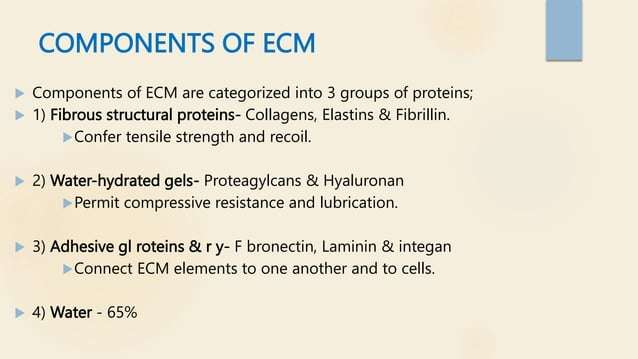 COMPONENTS OF ECM
Components of ECM are categorized into 3 groups of proteins;
1) Fibrous structural proteins- Collagens, Elastins & Fibrillin.
Confer tensile strength and recoil.
2) Water-hydrated gels- Proteagylcans & Hyaluronan
Permit compressive resistance and lubrication.
3) Adhesive gl roteins & r y- F bronectin, Laminin & integan
Connect ECM elements to one another and to cells.
4) Water - 65%